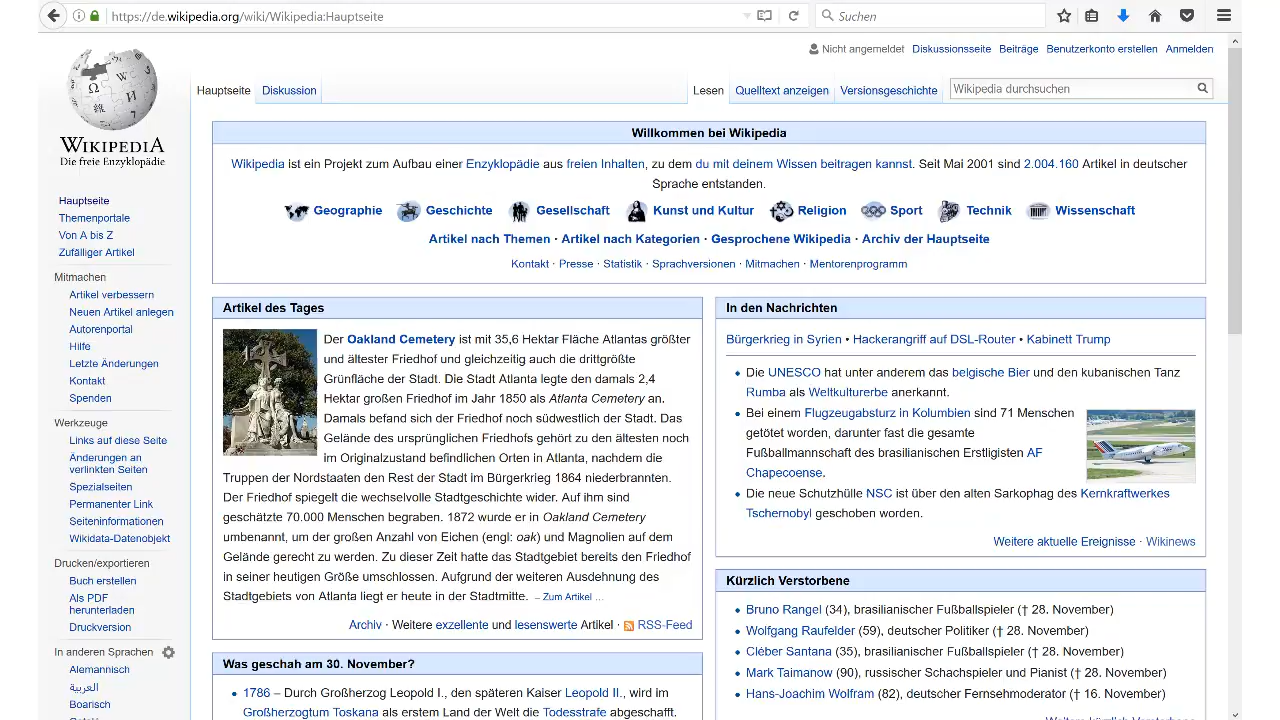 https://de.wikipedia.org/wiki/Wikipedia:Hauptseite
Suchen
Nicht angemeldet Diskussionsseite Beiträge Benutzerkonto erstellen Anmelden
Hauptseite Diskussion Lesen Quelltext anzeigen Versionsgeschichte Wikipedia durchsuchen
WIKIPEDIA
Die freie Enzyklopädie
Hauptseite
Themenportale
Von A bis Z
Zufälliger Artikel
Mitmachen
Artikel verbessern
Neuen Artikel anlegen
Autorenportal
Hilfe
Letzte Änderungen
Kontakt
Spenden
Werkzeuge
Links auf diese Seite
Änderungen an
verlinkten Seiten
Spezialseiten
Permanenter Link
Seiteninformationen
Wikidata-Datenobjekt
Drucken/exportieren
Buch erstellen
Als PDF
herunterladen
Druckversion
In anderen Sprachen
Alemannisch
العربية
Boarisch
Willkommen bei Wikipedia
Wikipedia ist ein Projekt zum Aufbau einer Enzyklopädie aus freien Inhalten, zu dem du mit deinem Wissen beitragen kannst. Seit Mai 2001 sind 2.004.160 Artikel in deutscher
Sprache entstanden.
Geographie Geschichte Gesellschaft Kunst und Kultur Religion Sport Technik Wissenschaft
Artikel nach Themen · Artikel nach Kategorien · Gesprochene Wikipedia · Archiv der Hauptseite
Kontakt · Presse · Statistik · Sprachversionen · Mitmachen · Mentorenprogramm
Artikel des Tages
Der Oakland Cemetery ist mit 35,6 Hektar Fläche Atlantas größter
und ältester Friedhof und gleichzeitig auch die drittgrößte
Grünfläche der Stadt. Die Stadt Atlanta legte den damals 2,4
Hektar großen Friedhof im Jahr 1850 als Atlanta Cemetery an.
Damals befand sich der Friedhof noch südwestlich der Stadt. Das
Gelände des ursprünglichen Friedhofs gehört zu den ältesten noch
im Originalzustand befindlichen Orten in Atlanta, nachdem die
Truppen der Nordstaaten den Rest der Stadt im Bürgerkrieg 1864 niederbrannten.
Der Friedhof spiegelt die wechselvolle Stadtgeschichte wider. Auf ihm sind
geschätzte 70.000 Menschen begraben. 1872 wurde er in Oakland Cemetery
umbenannt, um der großen Anzahl von Eichen (engl: oak) und Magnolien auf dem
Gelände gerecht zu werden. Zu dieser Zeit hatte das Stadtgebiet bereits den Friedhof
in seiner heutigen Größe umschlossen. Aufgrund der weiteren Ausdehnung des
Stadtgebiets von Atlanta liegt er heute in der Stadtmitte. – Zum Artikel ...
Archiv · Weitere exzellente und lesenswerte Artikel · RSS-Feed
Was geschah am 30. November?
• 1786 – Durch Großherzog Leopold I., den späteren Kaiser Leopold II., wird im
Großherzogtum Toskana als erstem Land der Welt die Todesstrafe abgeschafft.
In den Nachrichten
Bürgerkrieg in Syrien • Hackerangriff auf DSL-Router • Kabinett Trump
• Die UNESCO hat unter anderem das belgische Bier und den kubanischen Tanz
Rumba als Weltkulturerbe anerkannt.
• Bei einem Flugzeugabsturz in Kolumbien sind 71 Menschen
getötet worden, darunter fast die gesamte
Fußballmannschaft des brasilianischen Erstligisten AF
Chapecoense.
• Die neue Schutzhülle NSC ist über den alten Sarkophag des Kernkraftwerkes
Tschernobyl geschoben worden.
Weitere aktuelle Ereignisse · Wikinews
Kürzlich Verstorbene
• Bruno Rangel (34), brasilianischer Fußballspieler († 28. November)
• Wolfgang Raufelder (59), deutscher Politiker († 28. November)
• Cléber Santana (35), brasilianischer Fußballspieler († 28. November)
• Mark Taimanow (90), russischer Schachspieler und Pianist († 28. November)
• Hans-Joachim Wolfram (82), deutscher Fernsehmoderator († 16. November)